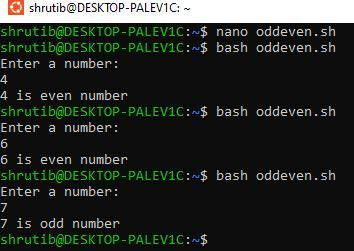 shrutib@DESKTOP-PALEV1C: ~
shrutib@DESKTOP-PALEV1C:~$ nano oddeven.sh
shrutib@DESKTOP-PALEV1C:~$ bash oddeven.sh
Enter a number:
4
4 is even number
shrutib@DESKTOP-PALEV1C:~$ bash oddeven.sh
Enter a number:
6
6 is even number
shrutib@DESKTOP-PALEV1C:~$ bash oddeven.sh
Enter a number:
7
7 is odd number
shrutib@DESKTOP-PALEV1C:~$